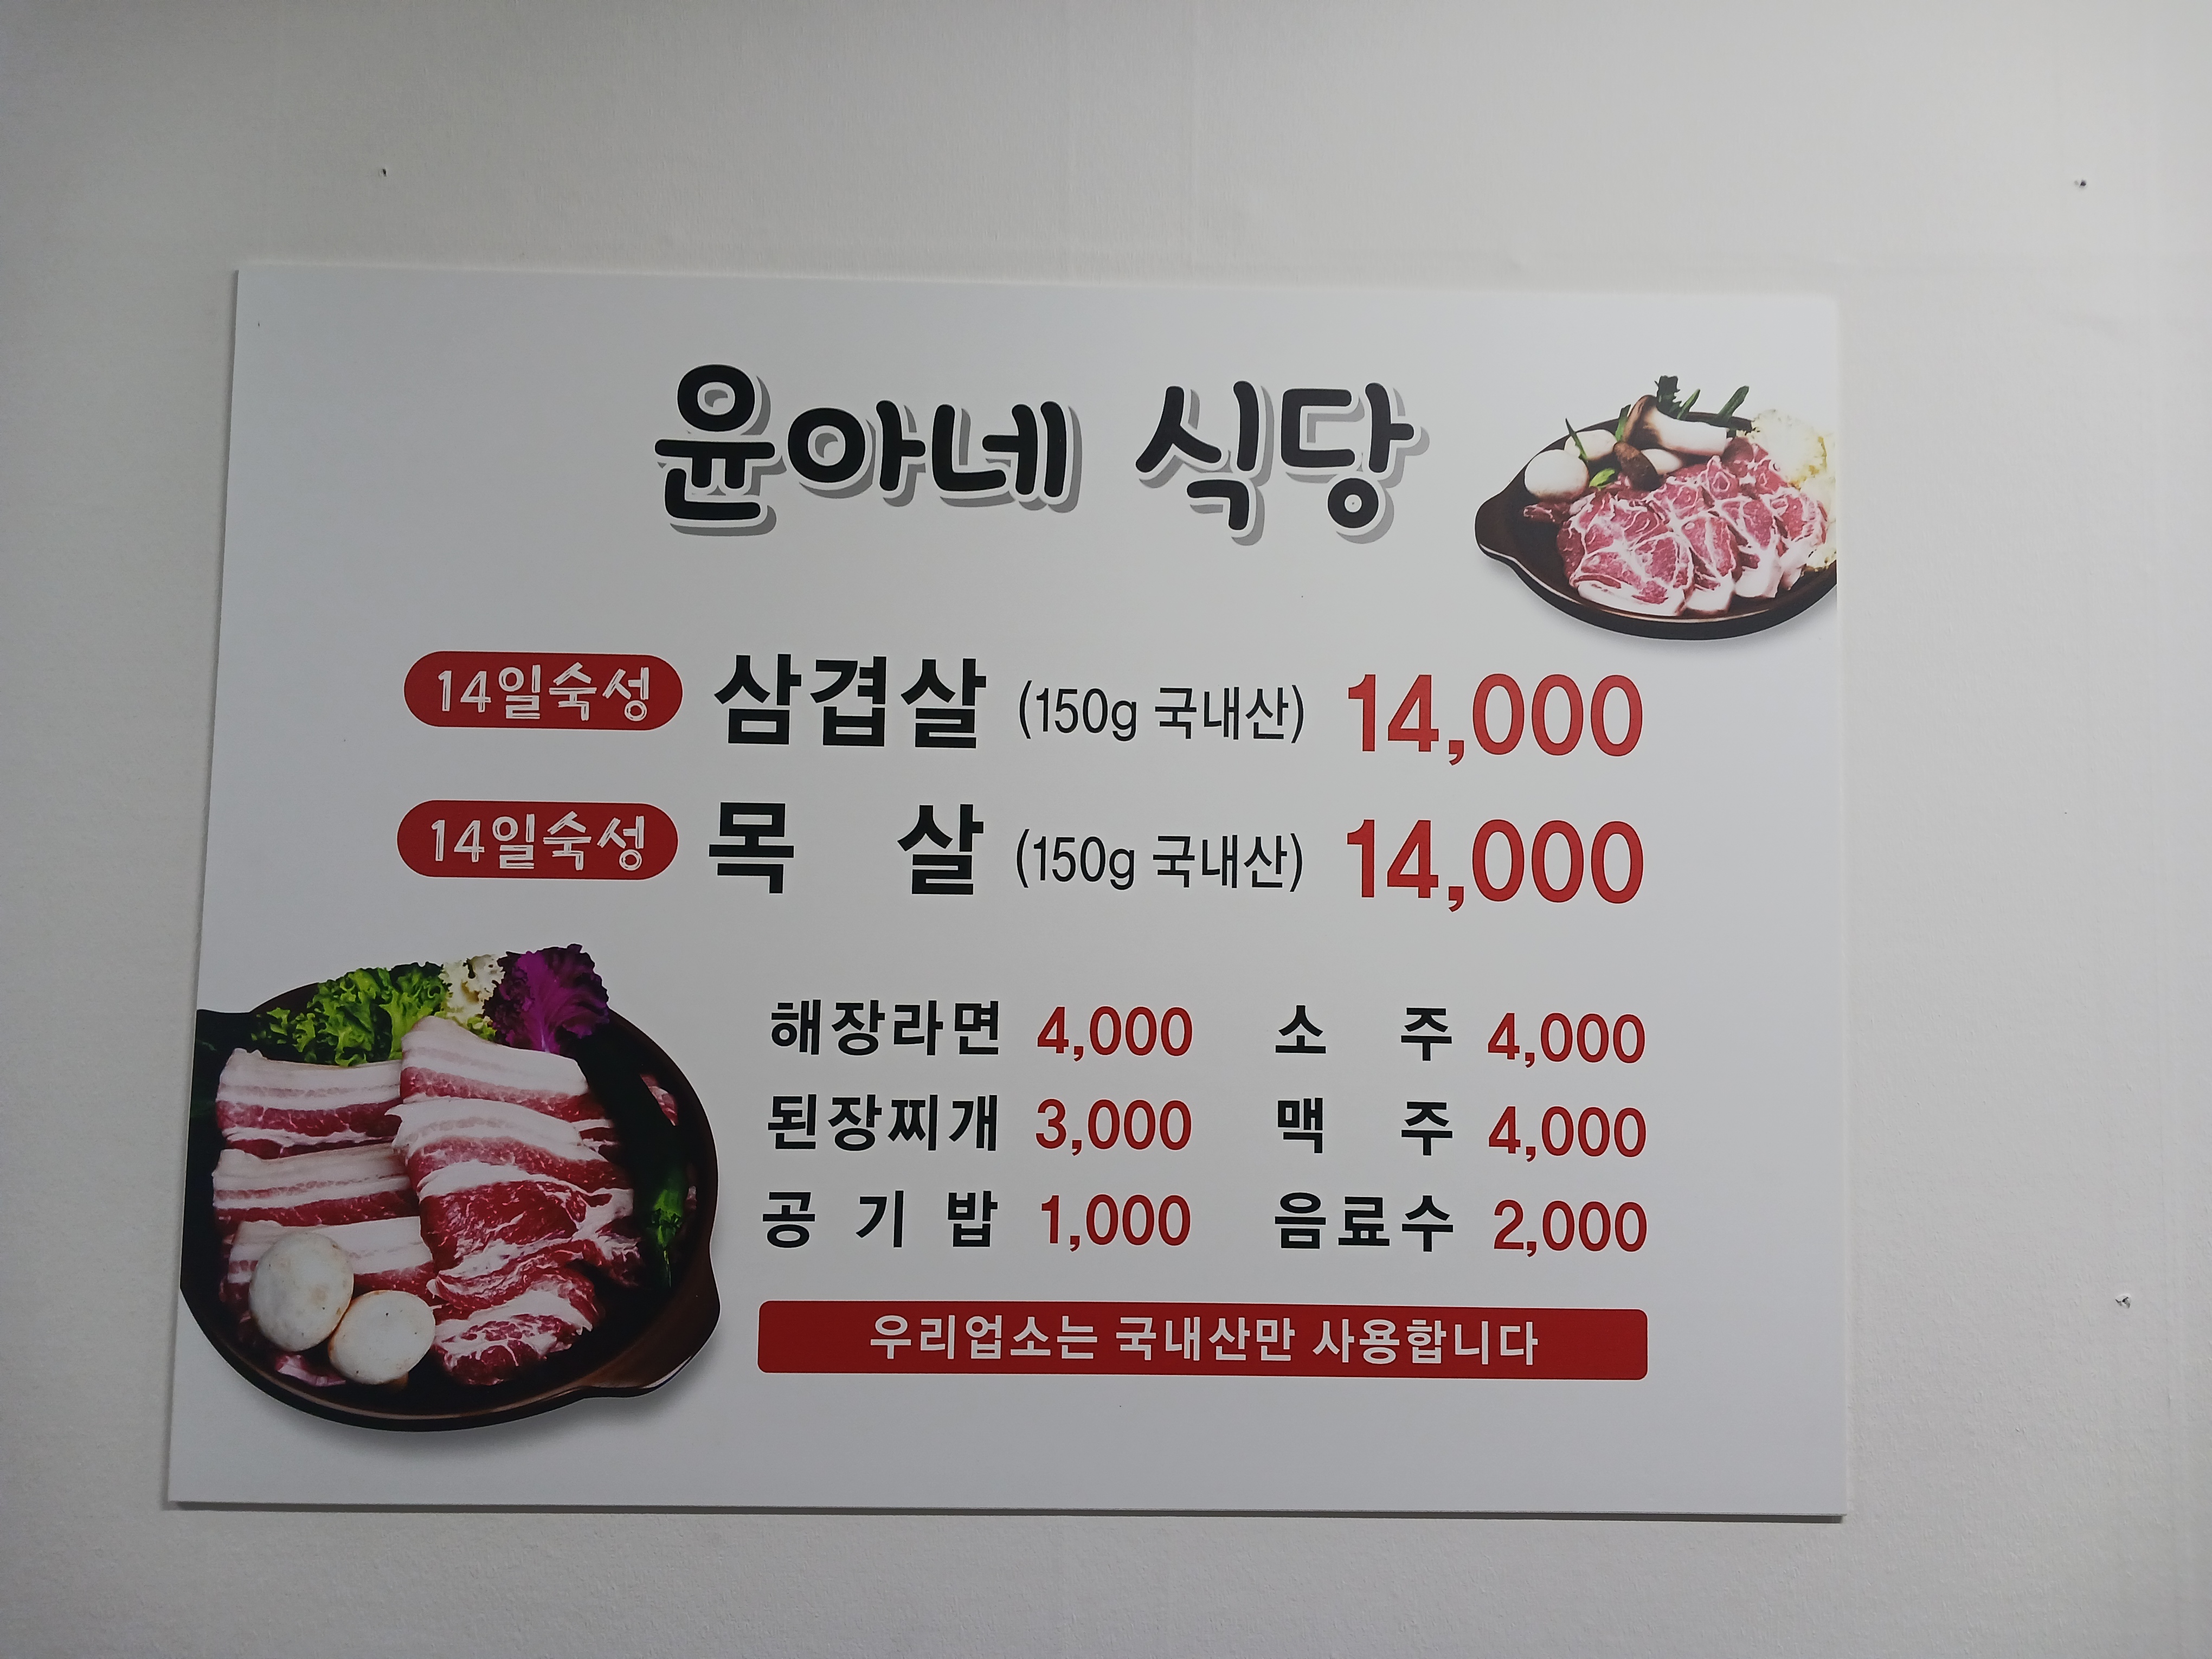 윤아네 식당
14일숙성 삼겹살 (150g 국내산) 14,000
14일숙성 목 살 (150g 국내산) 14,000
해장라면 4,000 소 주 4,000
된장찌개 3,000 맥 주 4,000
공 기 밥 1,000 음료수 2,000
우리업소는 국내산만 사용합니다